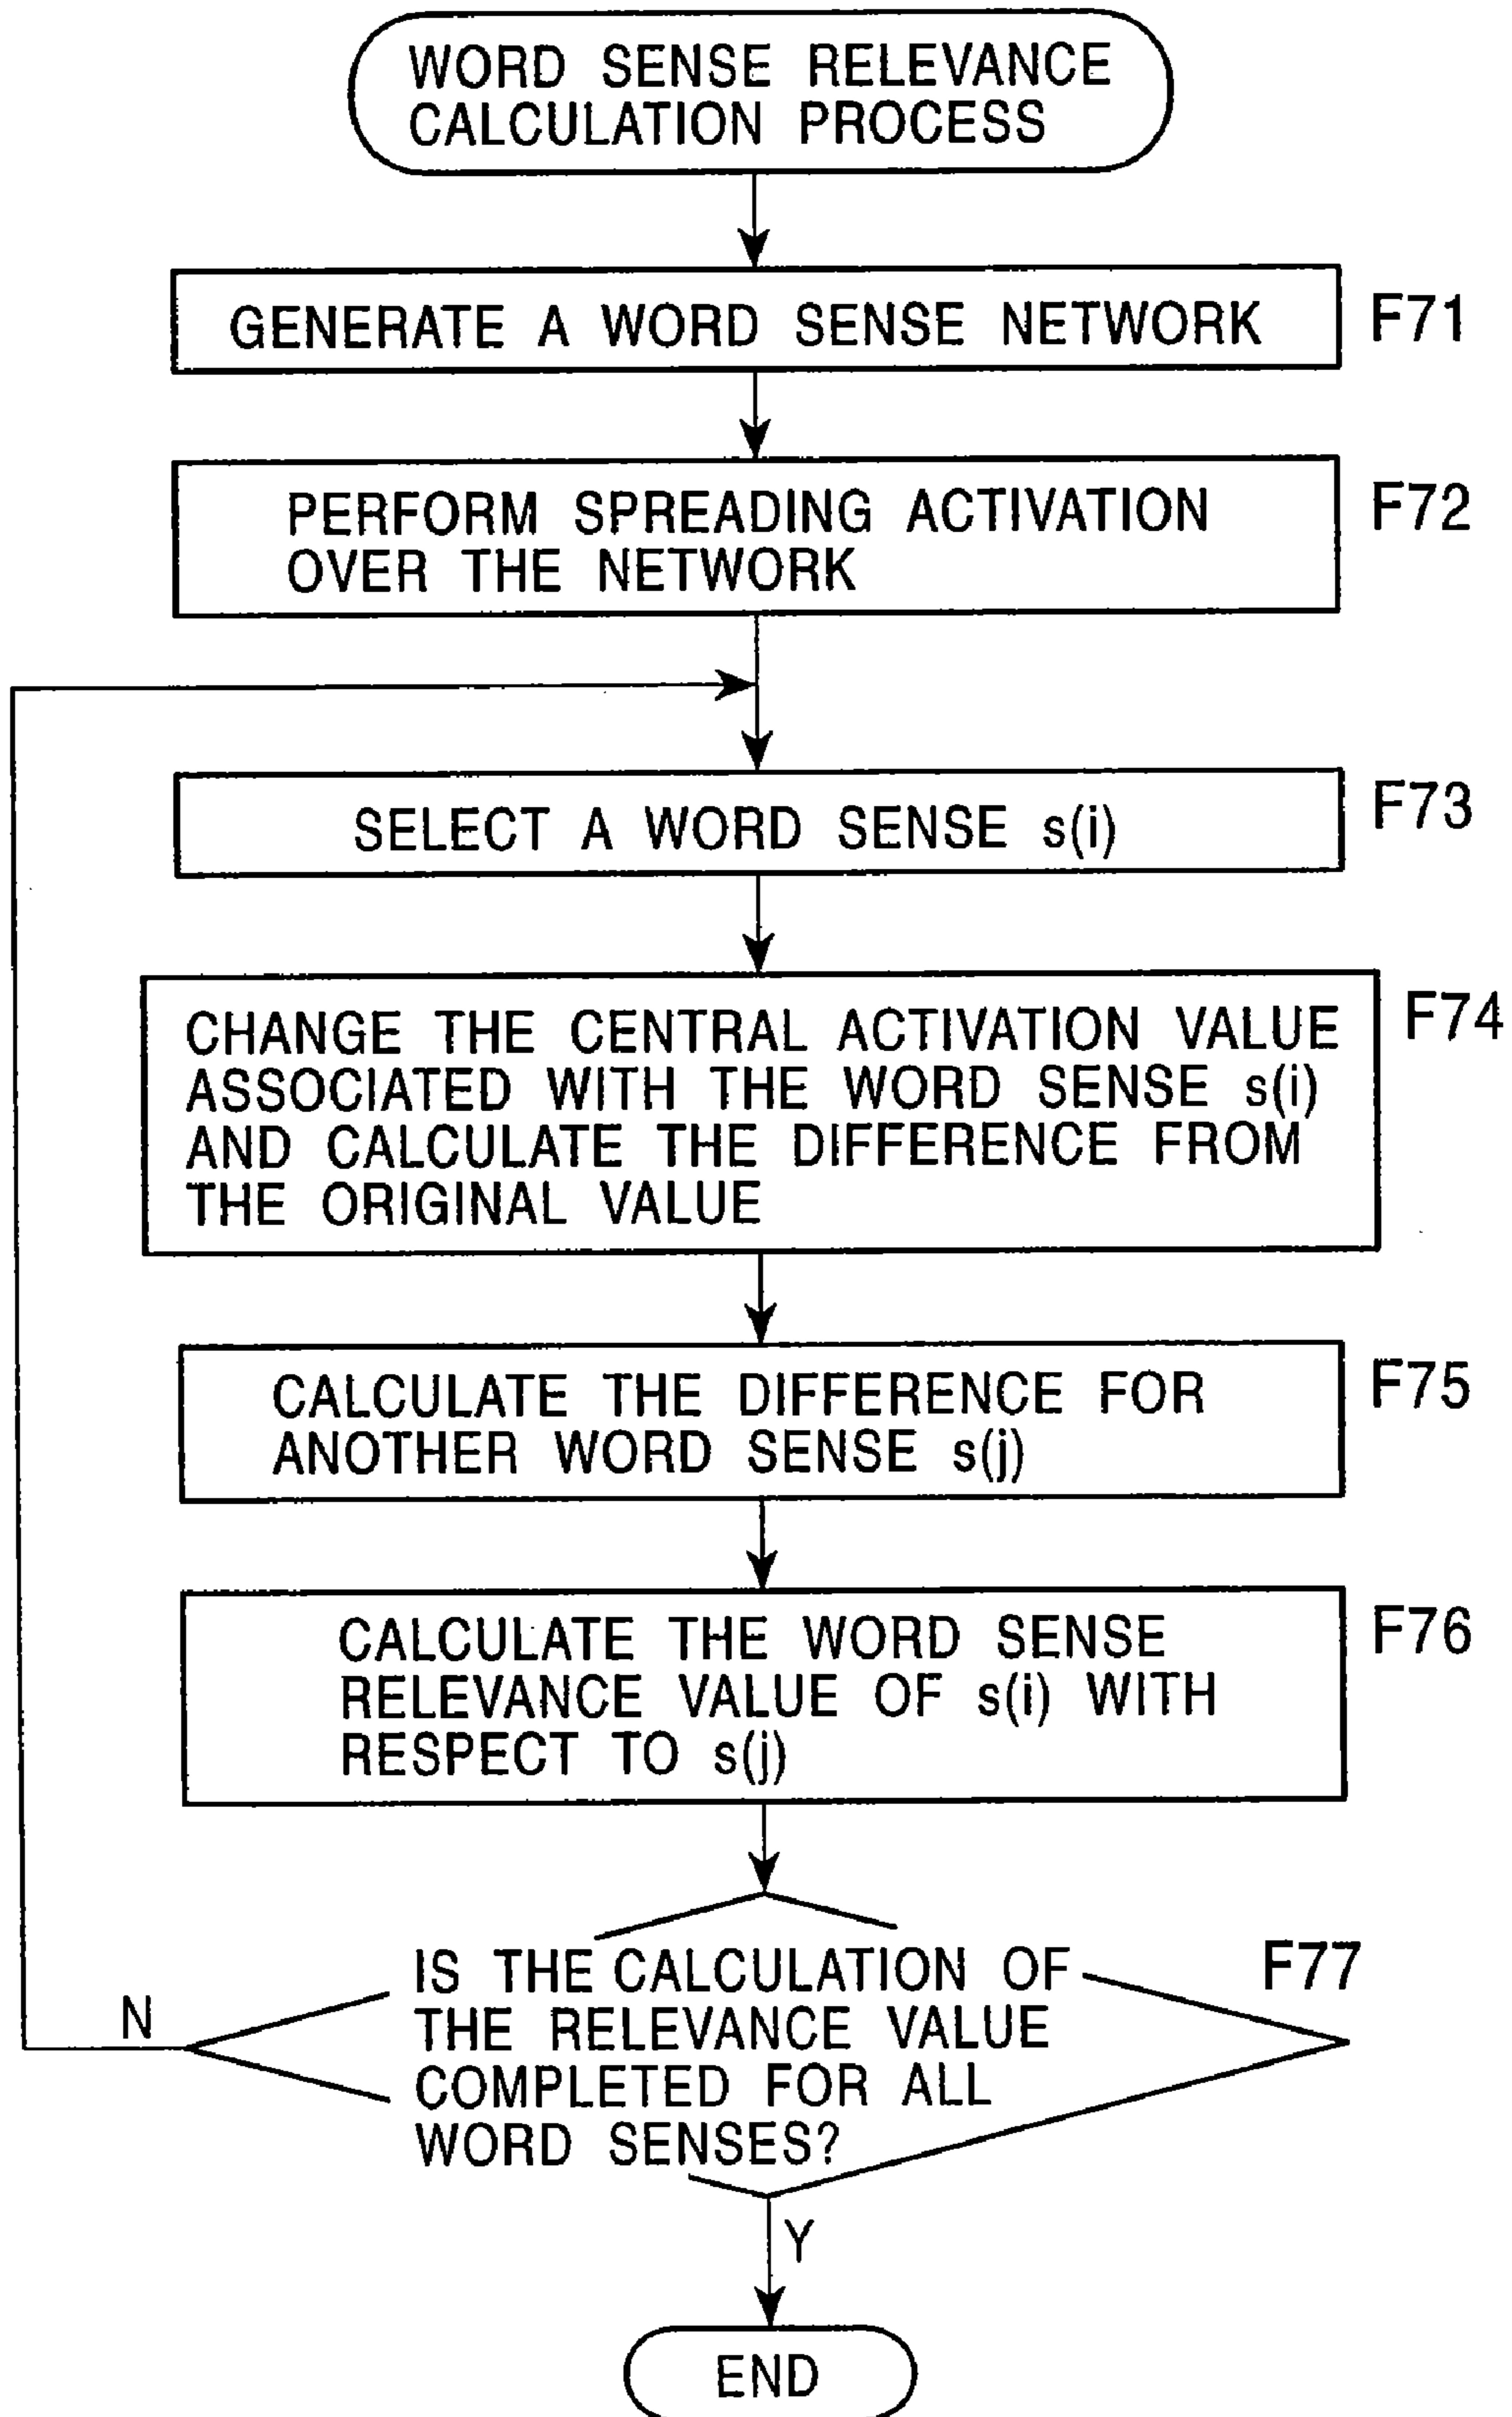 WORD SENSE RELEVANCE
CALCULATION PROCESS
GENERATE A WORD SENSE NETWORK
F71
PERFORM SPREADING ACTIVATION
OVER THE NETWORK
F72
SELECT A WORD SENSE s(i)
F73
CHANGE THE CENTRAL ACTIVATION VALUE
ASSOCIATED WITH THE WORD SENSE s(i)
AND CALCULATE THE DIFFERENCE FROM
THE ORIGINAL VALUE
F74
CALCULATE THE DIFFERENCE FOR
ANOTHER WORD SENSE s(j)
F75
CALCULATE THE WORD SENSE
RELEVANCE VALUE OF s(i) WITH
RESPECT TO s(j)
F76
IS THE CALCULATION OF
THE RELEVANCE VALUE
COMPLETED FOR ALL
WORD SENSES?
F77
N
Y
END